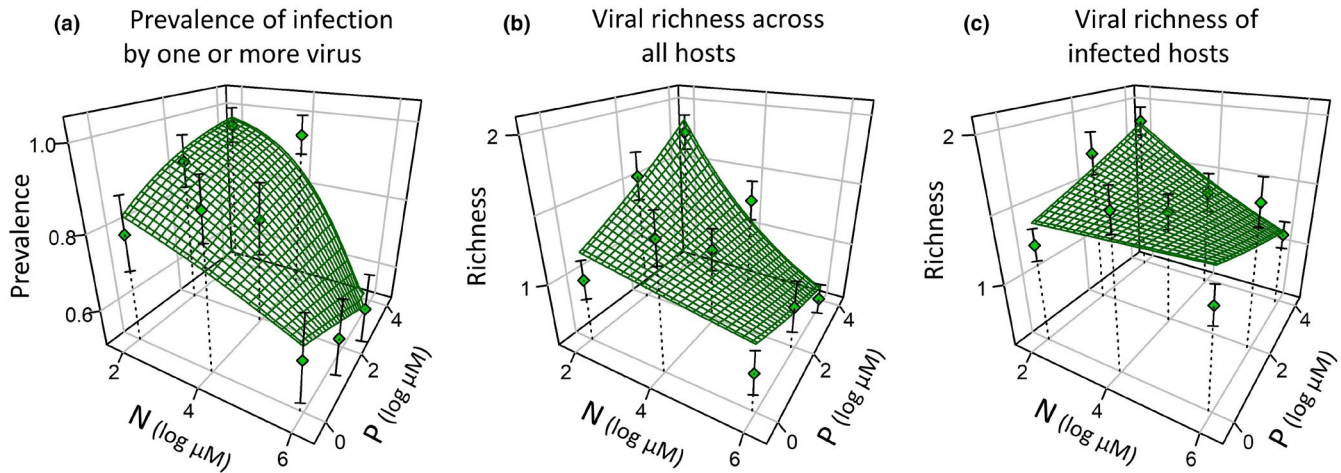 (a) Prevalence of infection
by one or more virus
1.0
0.8
0.6
Prevalence
2
4
6
N (log µM)
0
2
4
P (log µM)
(b) Viral richness across
all hosts
2
1
Richness
2
4
6
N (log µM)
0
2
4
P (log µM)
(c) Viral richness of
infected hosts
2
1
Richness
2
4
6
N (log µM)
0
2
4
P (log µM)